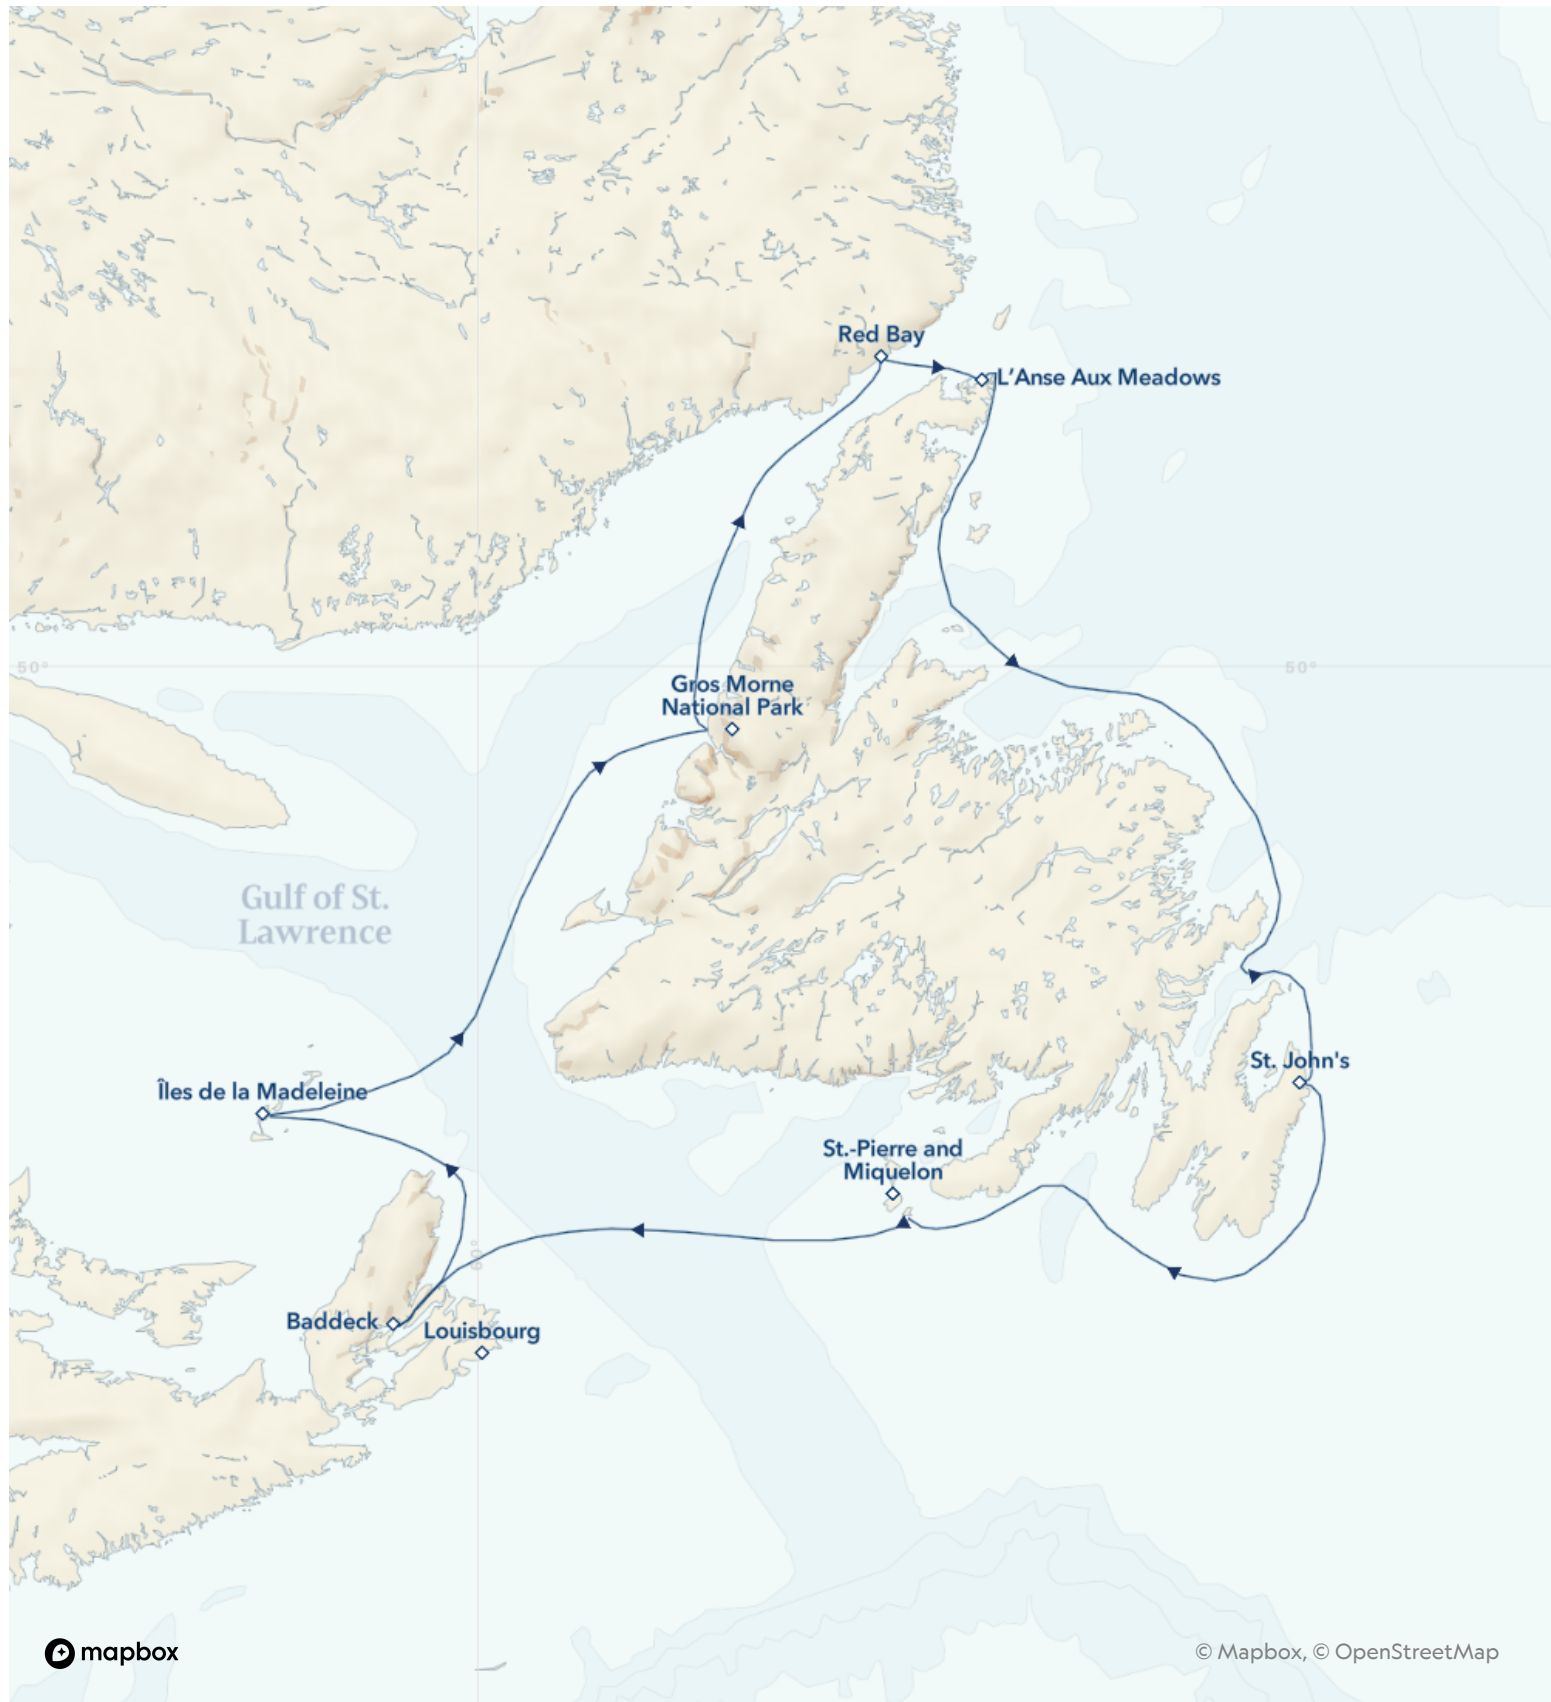 Red Bay
L'Anse Aux Meadows
50°
50°
Gros Morne
National Park
Gulf of St.
Lawrence
Îles de la Madeleine
St. John's
St.-Pierre and
Miquelon
Baddeck
Louisbourg
mapbox
© Mapbox, © OpenStreetMap